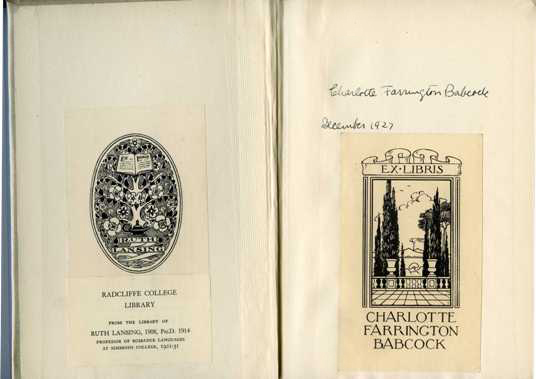 RUTH
LANSING
RADCLIFFE COLLEGE
LIBRARY
FROM THE LIBRARY OF
RUTH LANSING, 1908, PH.D. 1914
PROFESSOR OF ROMANCE LANGUAGES
AT SIMMONS COLLEGE, 1921-31
Charlotte Farrington Babcock
December 1927
EX·LIBRIS
CHARLOTTE
FARRINGTON
BABCOCK